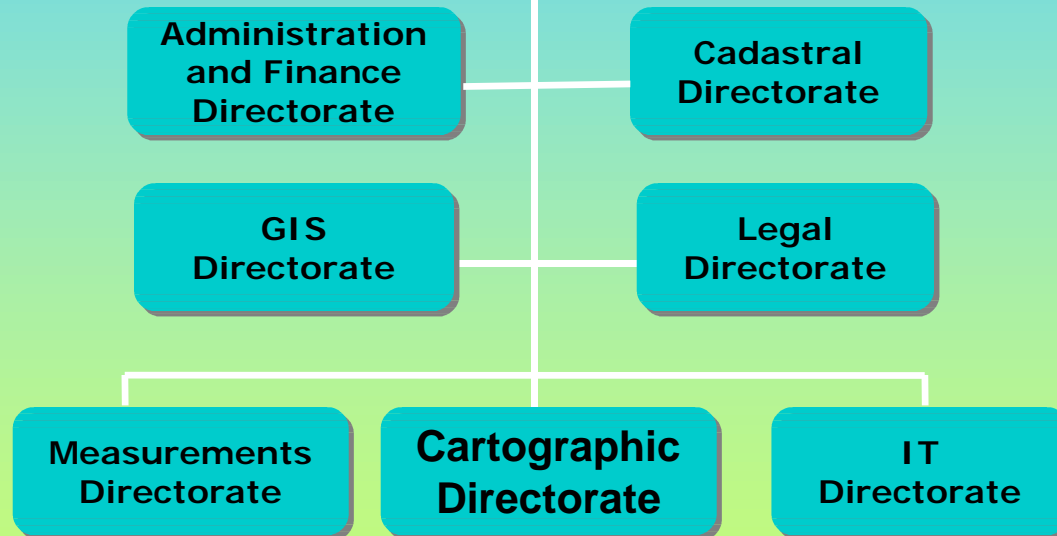 Administration
and Finance
Directorate
Cadastral
Directorate
GIS
Directorate
Legal
Directorate
Measurements
Directorate
Cartographic
Directorate
IT
Directorate